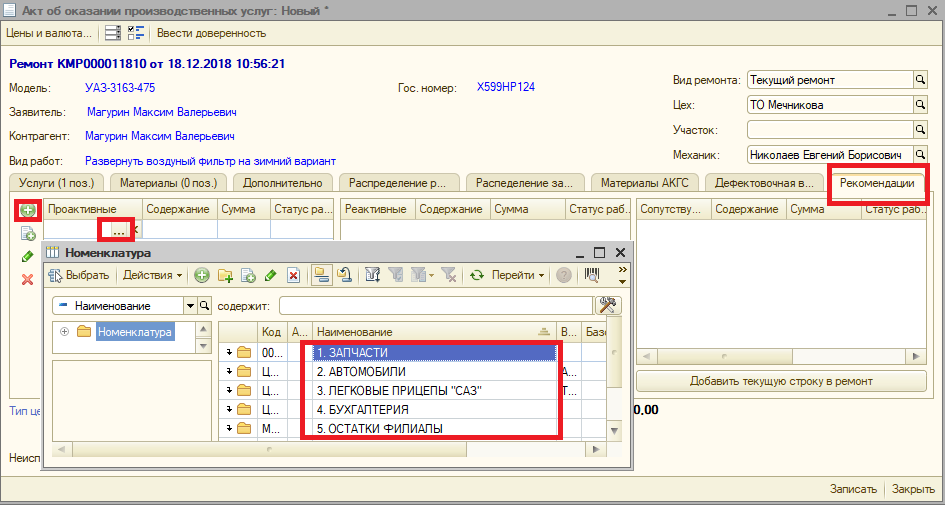 Акт об оказании производственных услуг: Новый *
Цены и валюта... Ввести доверенность
Ремонт КМР000011810 от 18.12.2018 10:56:21
Модель: УАЗ-3163-475 Гос. номер: Х599НР124 Вид ремонта: Текущий ремонт
Заявитель: Магурин Максим Валерьевич Цех: ТО Мечникова
Контрагент: Магурин Максим Валерьевич Участок:
Вид работ: Развернуть воздуный фильтр на зимний вариант Механик: Николаев Евгений Борисович
Услуги (1 поз.) Материалы (0 поз.) Дополнительно Распределение р... Распеделение за... Материалы АКГС Дефектовочная в... Рекомендации
Проактивные Содержание Сумма Статус ра... Реактивные Содержание Сумма Статус раб... Сопутству... Содержание Сумма Статус раб...
...
Номенклатура
Выбрать Действия Перейти
Наименование содержит:
Номенклатура Код А... Наименование В... Базо
00... 1. ЗАПЧАСТИ
Ц... 2. АВТОМОБИЛИ А...
Ц... 3. ЛЕГКОВЫЕ ПРИЦЕПЫ "САЗ" Т...
Ц... 4. БУХГАЛТЕРИЯ
М... 5. ОСТАТКИ ФИЛИАЛЫ
Добавить текущую строку в ремонт
Тип це 0,00
Неисп
Записать Закрыть